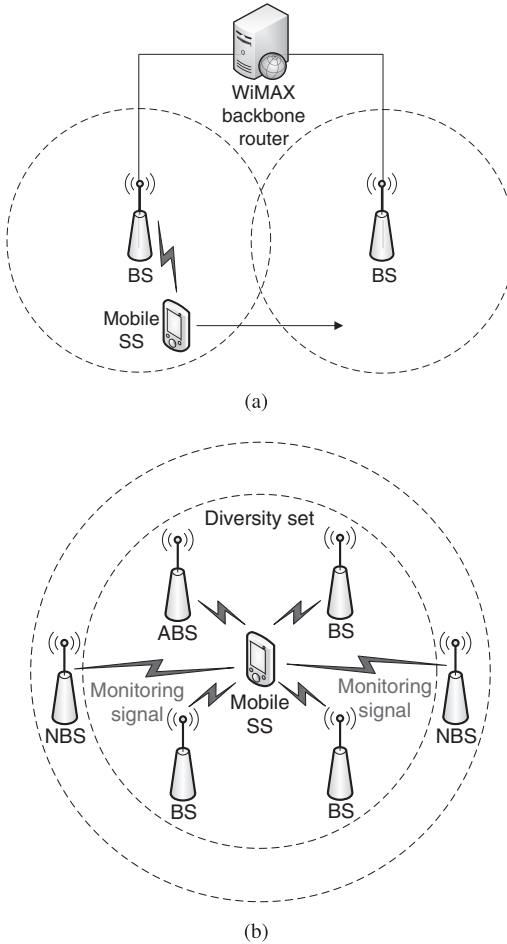 WiMAX
backbone
router
BS
BS
Mobile
SS
(a)
Diversity set
ABS
BS
Mobile
SS
Monitoring
signal
Monitoring
signal
NBS
NBS
BS
BS
(b)